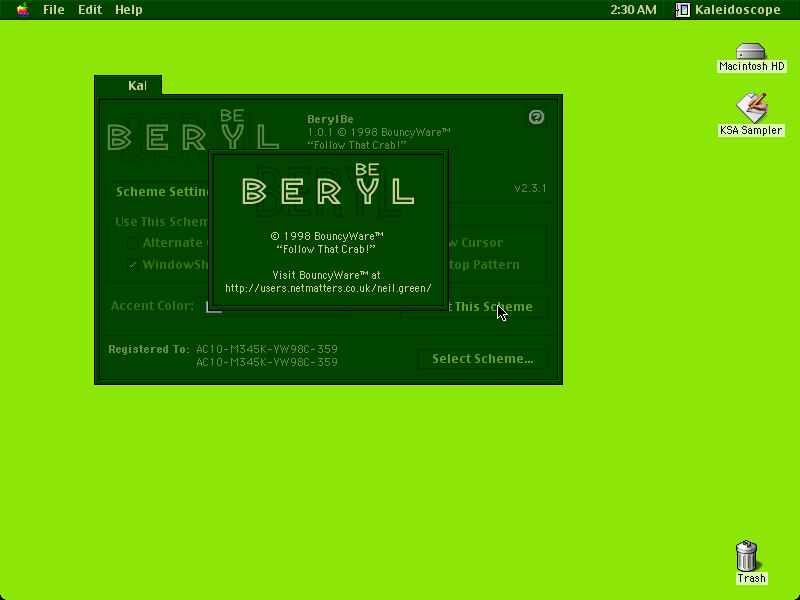 File Edit Help
2:30 AM Kaleidoscope
Macintosh HD
KSA Sampler
Kal
BE
BERYL
BerylBe
1.0.1 © 1998 BouncyWare™
“Follow That Crab!”
Scheme Settin
v2.3.1
Use This Schem
Alternate
w Cursor
WindowSh
top Pattern
Accent Color:
t This Scheme
BE
BERYL
© 1998 BouncyWare™
“Follow That Crab!”
Visit BouncyWare™ at
http://users.netmatters.co.uk/neil.green/
Registered To: AC10-M345K-VW98C-359
AC10-M345K-VW98C-359
Select Scheme...
Trash